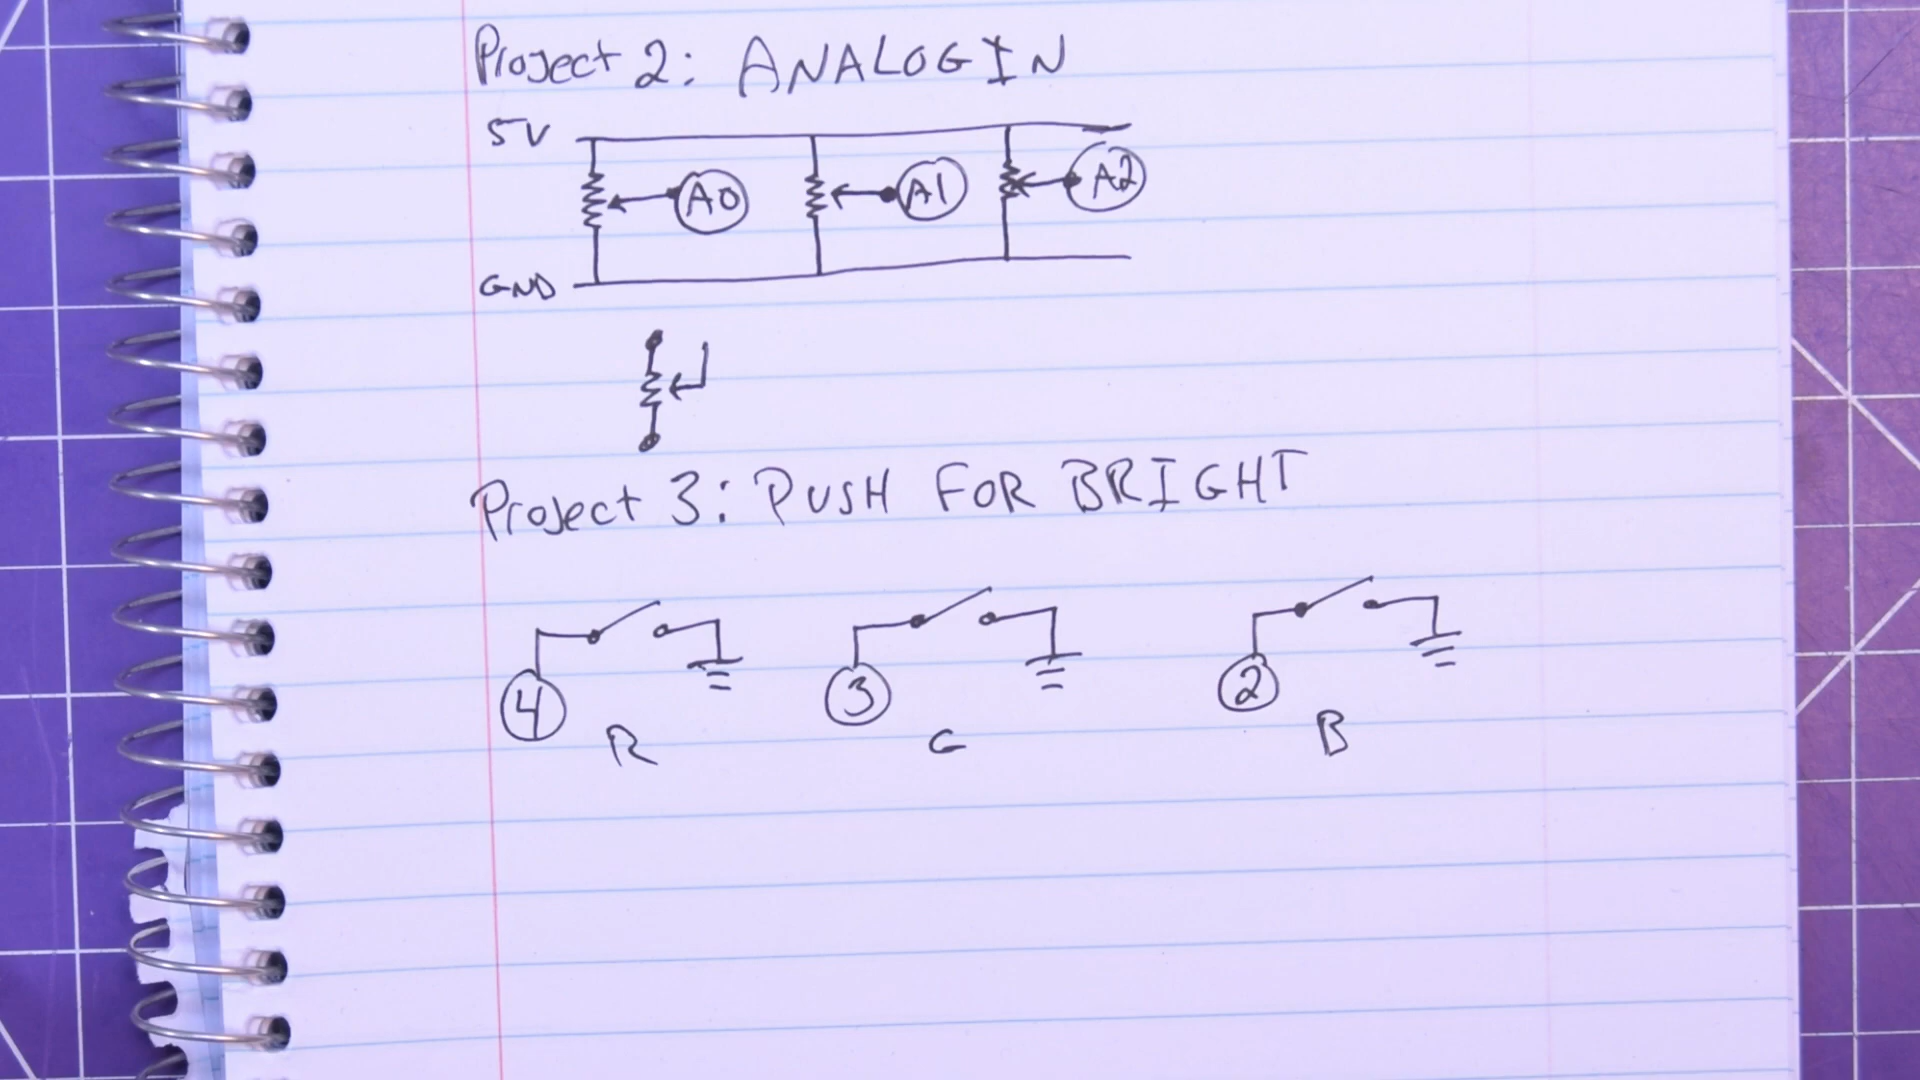 Project 2: ANALOG IN
5V
A0 A1 A2
GND
Project 3: PUSH FOR BRIGHT
4 3 2
R G B